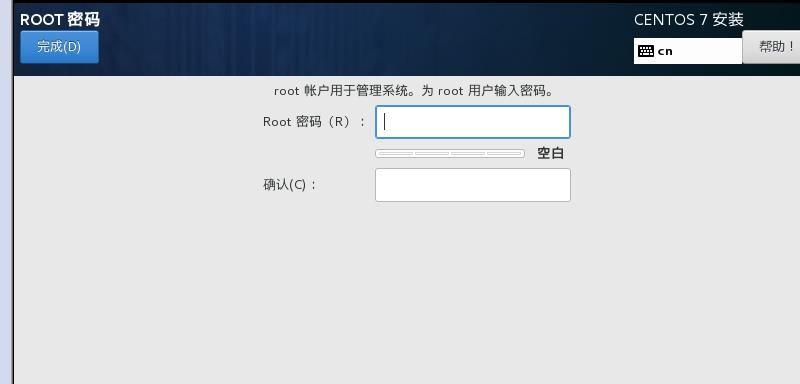 ROOT 密码
CENTOS 7 安装
完成(D)
cn
帮助！
root 帐户用于管理系统。为 root 用户输入密码。
Root 密码（R）：
空白
确认(C)：